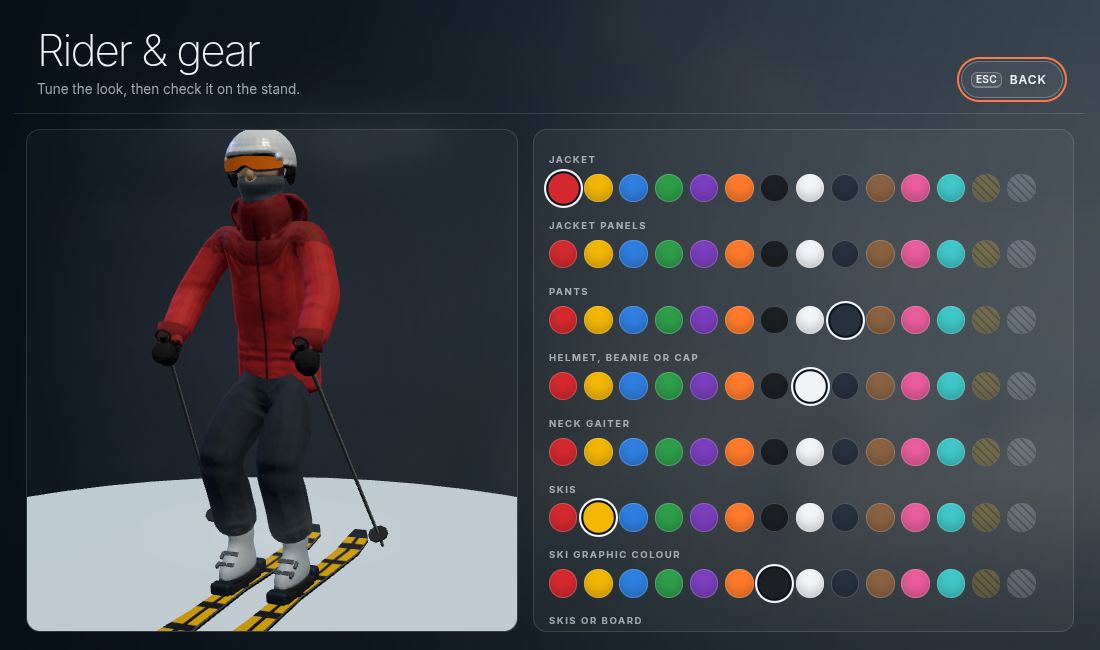 Rider & gear
Tune the look, then check it on the stand.
ESC BACK
JACKET
JACKET PANELS
PANTS
HELMET, BEANIE OR CAP
NECK GAITER
SKIS
SKI GRAPHIC COLOUR
SKIS OR BOARD